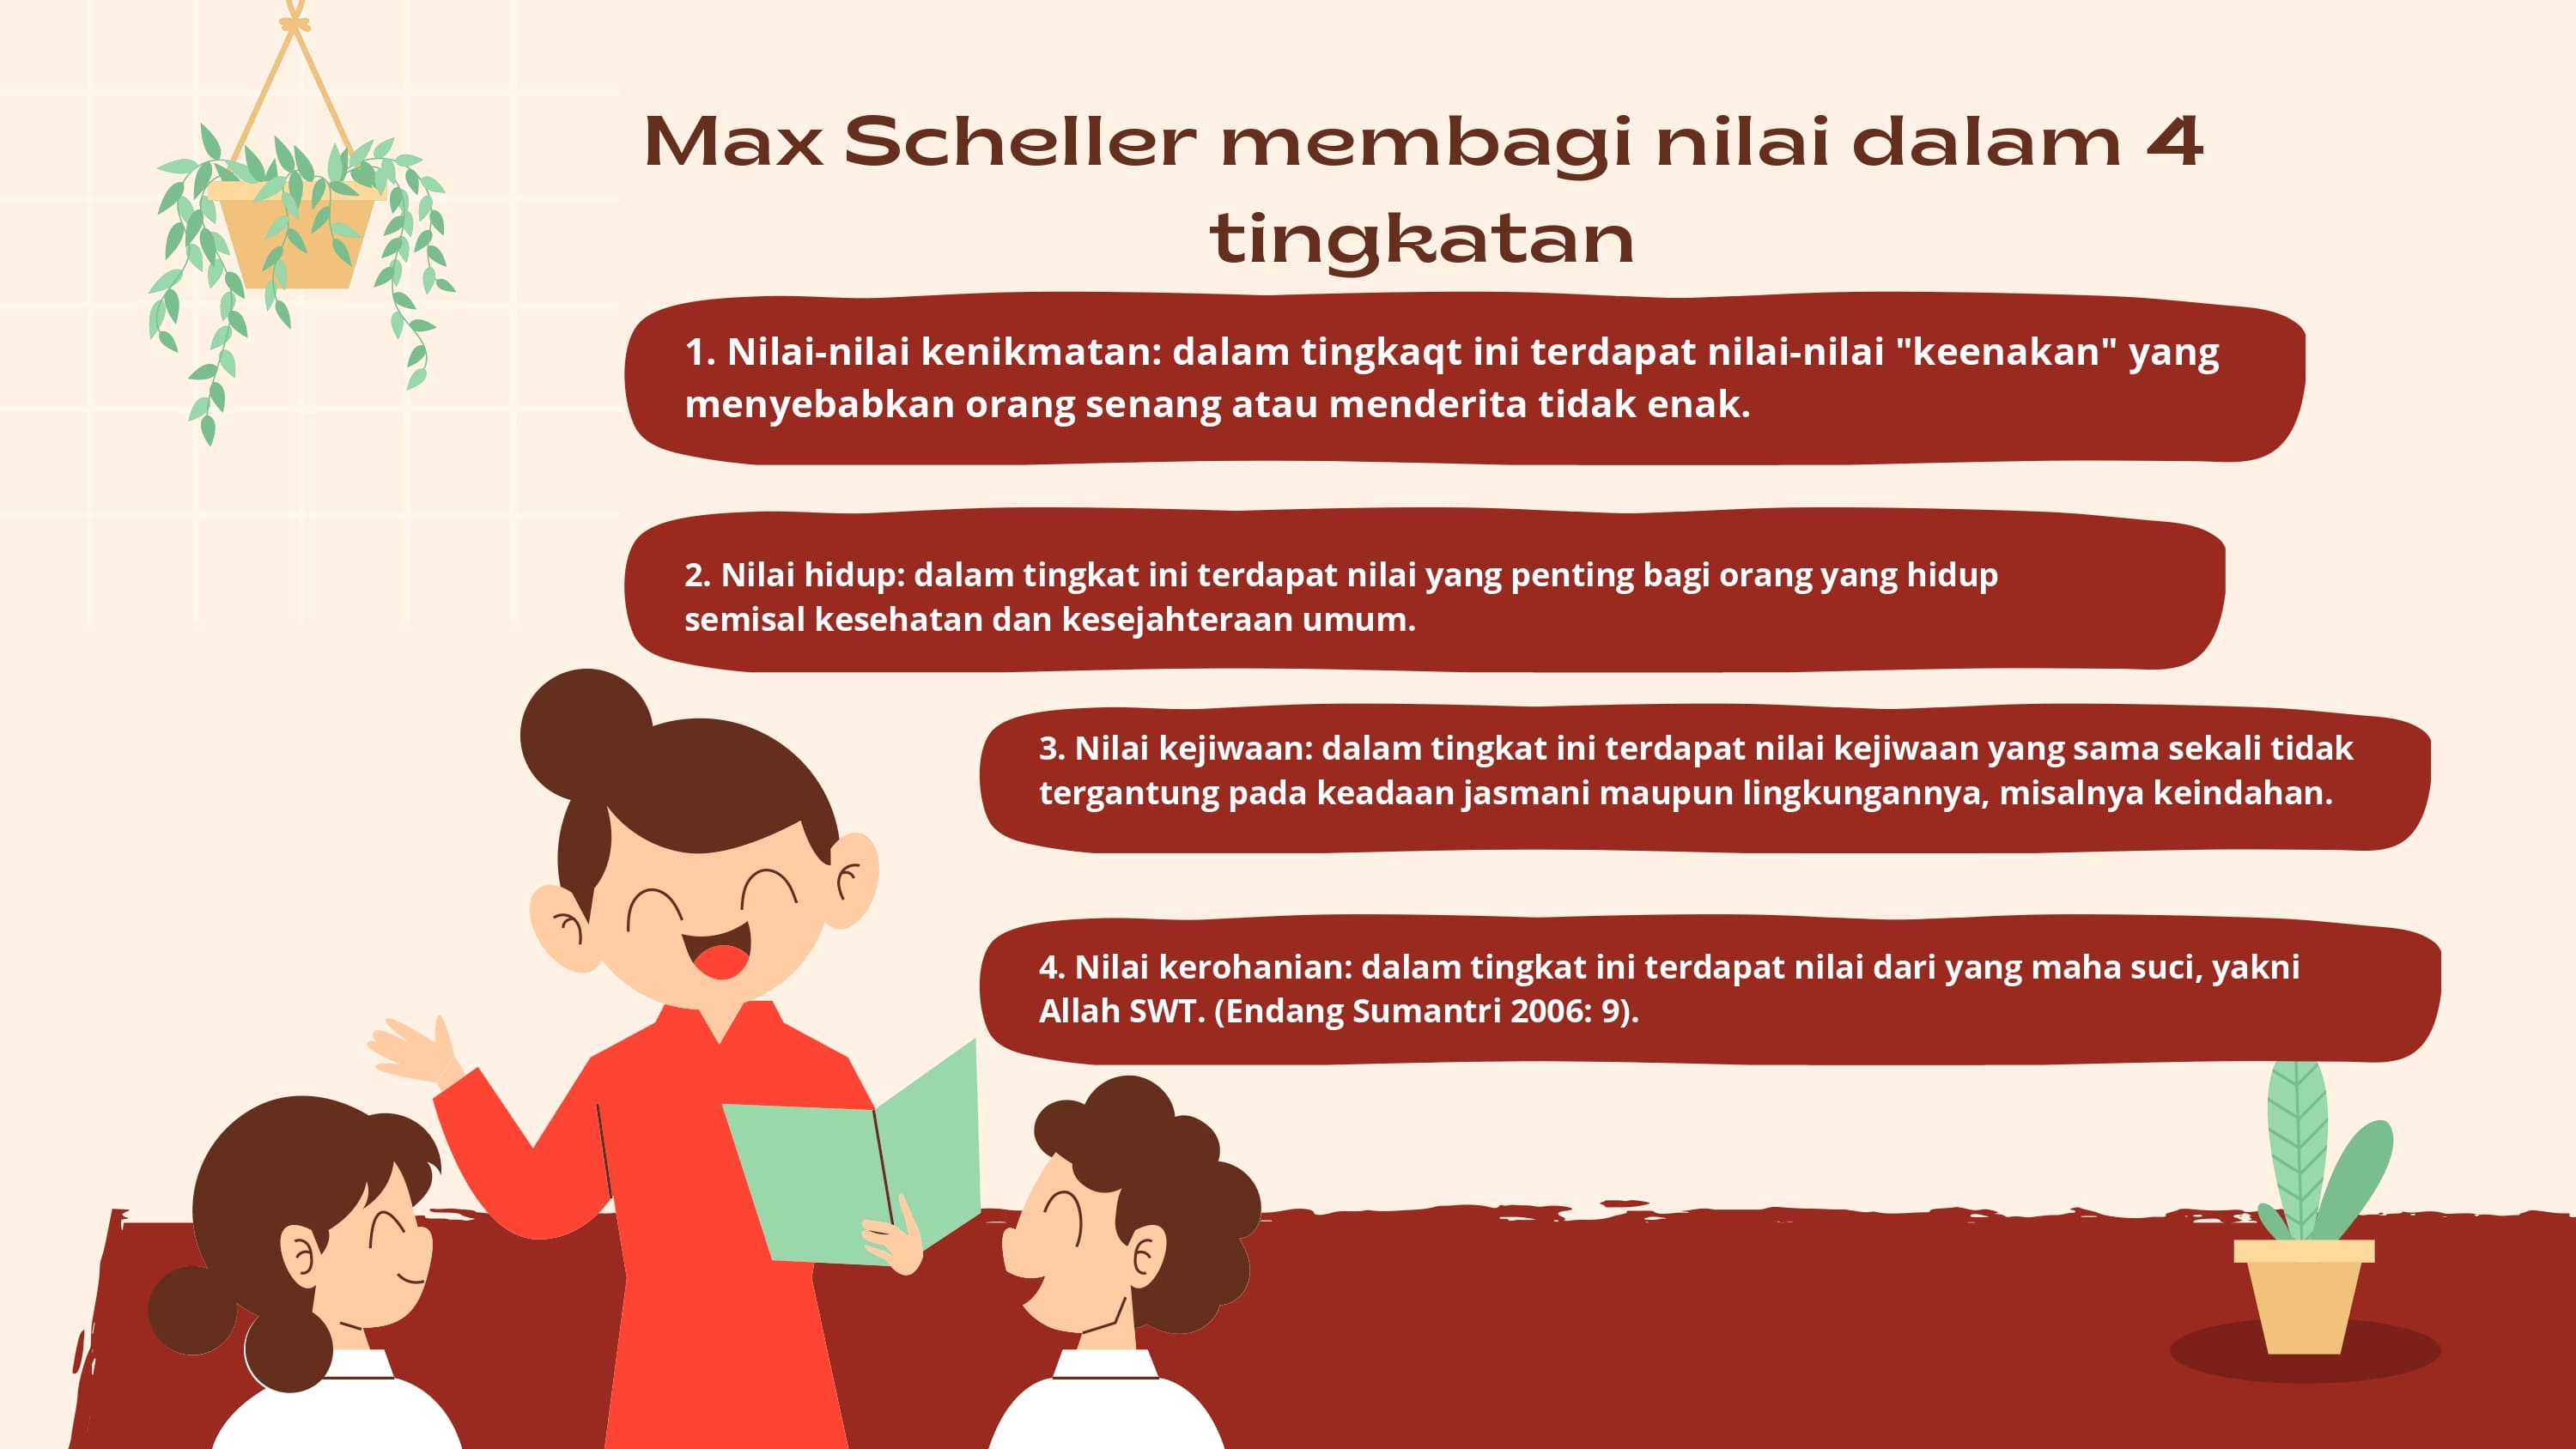 Max Scheller membagi nilai dalam 4
tingkatan
1. Nilai-nilai kenikmatan: dalam tingkaqt ini terdapat nilai-nilai "keenakan" yang
menyebabkan orang senang atau menderita tidak enak.
2. Nilai hidup: dalam tingkat ini terdapat nilai yang penting bagi orang yang hidup
semisal kesehatan dan kesejahteraan umum.
3. Nilai kejiwaan: dalam tingkat ini terdapat nilai kejiwaan yang sama sekali tidak
tergantung pada keadaan jasmani maupun lingkungannya, misalnya keindahan.
4. Nilai kerohanian: dalam tingkat ini terdapat nilai dari yang maha suci, yakni
Allah SWT. (Endang Sumantri 2006: 9).